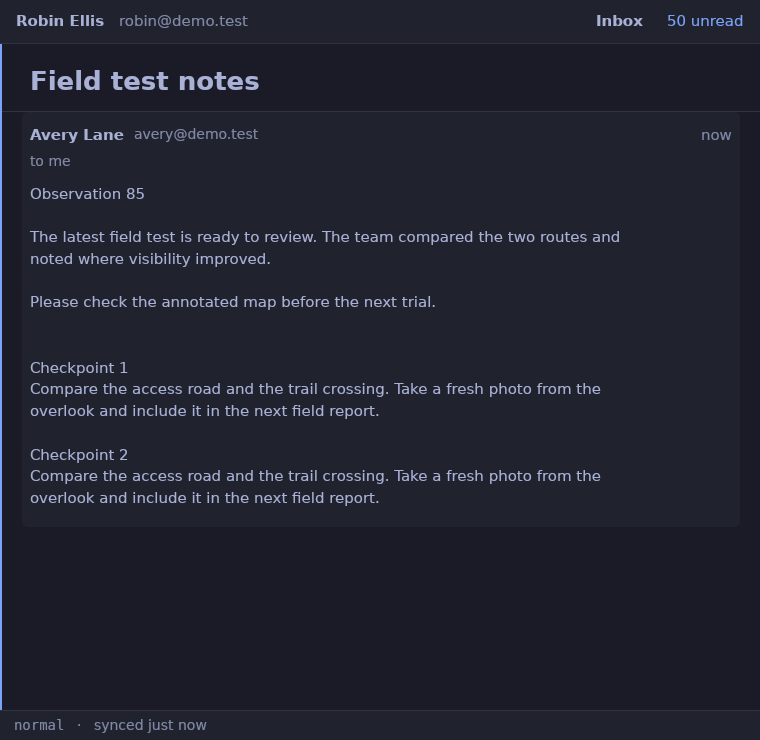 Robin Ellis robin@demo.test Inbox 50 unread
Field test notes
Avery Lane avery@demo.test now
to me
Observation 85
The latest field test is ready to review. The team compared the two routes and
noted where visibility improved.
Please check the annotated map before the next trial.
Checkpoint 1
Compare the access road and the trail crossing. Take a fresh photo from the
overlook and include it in the next field report.
Checkpoint 2
Compare the access road and the trail crossing. Take a fresh photo from the
overlook and include it in the next field report.
normal · synced just now